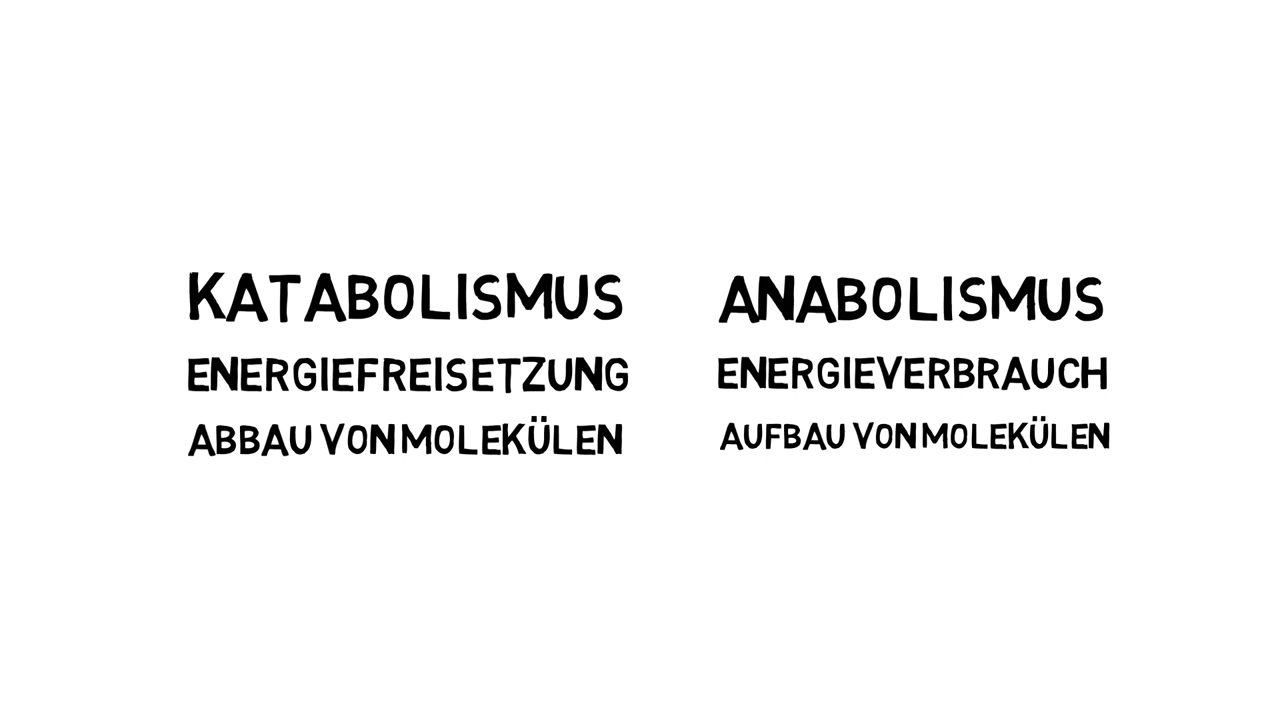 KATABOLISMUS
ENERGIEFREISETZUNG
ABBAU VON MOLEKÜLEN
ANABOLISMUS
ENERGIEVERBRAUCH
AUFBAU VON MOLEKÜLEN